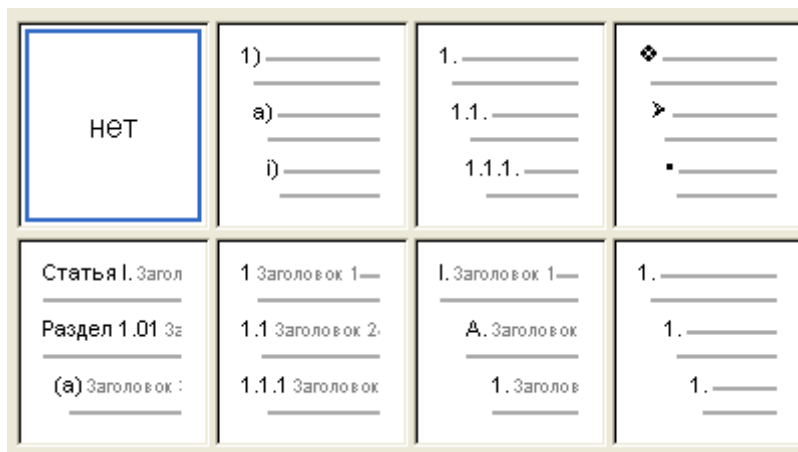 нет
1)
a)
i)
1.
1.1.
1.1.1.
❖
➢
▪
Статья I. Загол
Раздел 1.01 За
(a) Заголовок 3
1 Заголовок 1
1.1 Заголовок 2
1.1.1 Заголовок
I. Заголовок 1
A. Заголовок
1. Заголов
1.
1.
1.